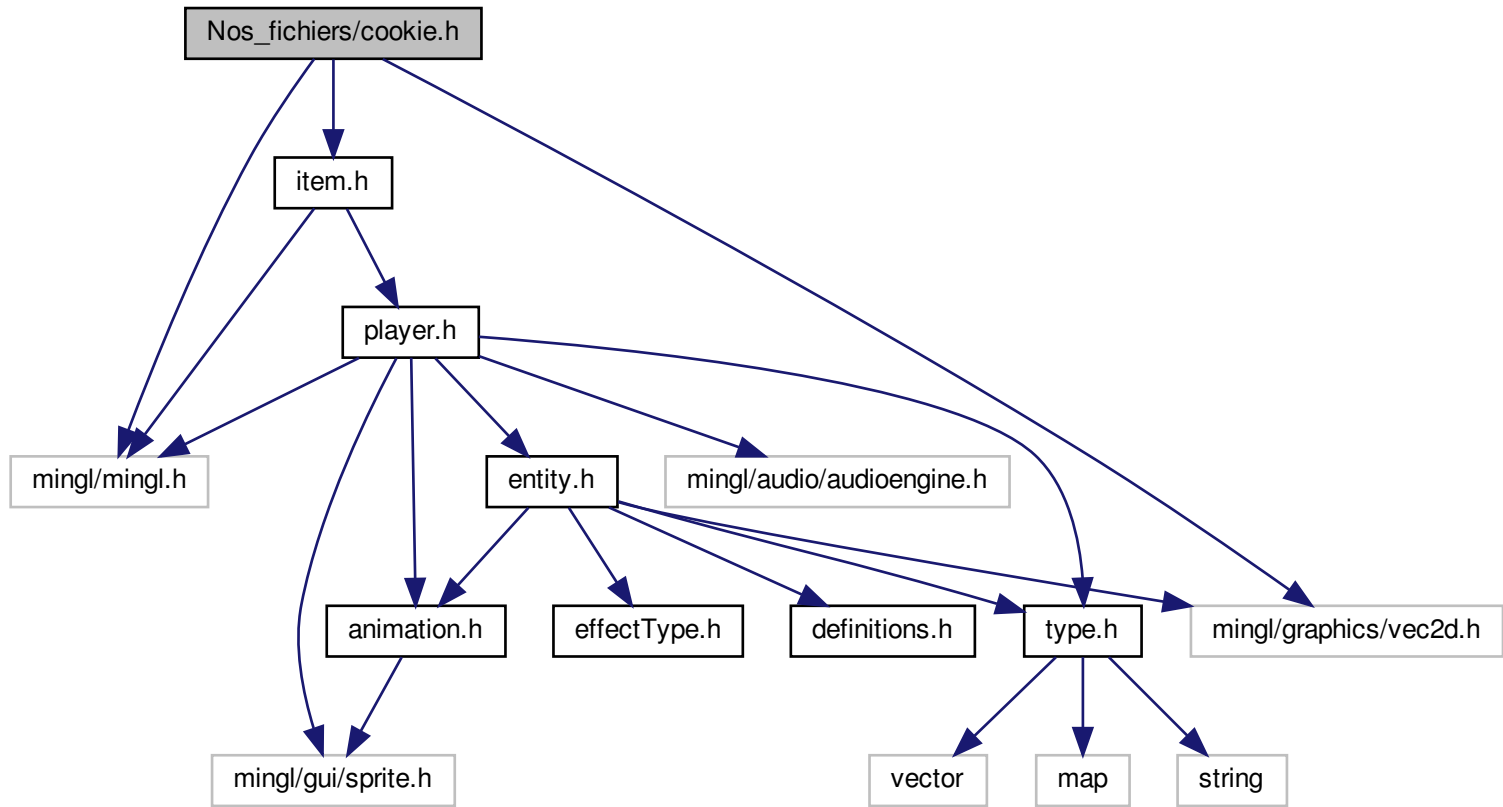 Nos_fichiers/cookie.h
item.h
player.h
mingl/mingl.h
entity.h
mingl/audio/audioengine.h
animation.h
effectType.h
definitions.h
type.h
mingl/graphics/vec2d.h
mingl/gui/sprite.h
vector
map
string